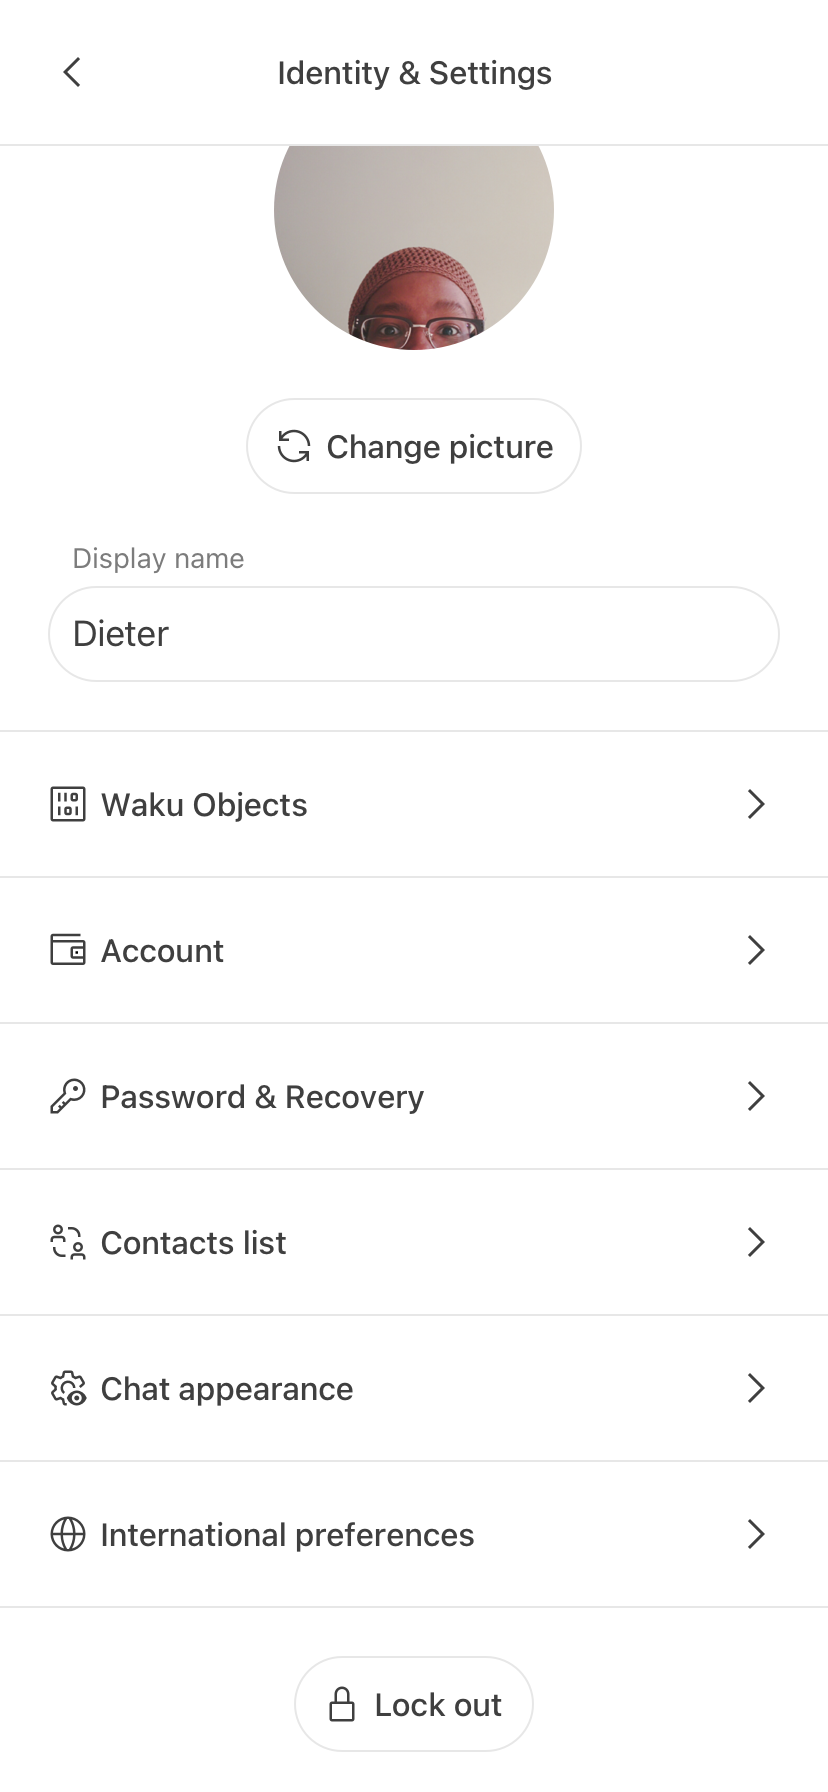 Identity & Settings
Change picture
Display name
Dieter
Waku Objects
Account
Password & Recovery
Contacts list
Chat appearance
International preferences
Lock out